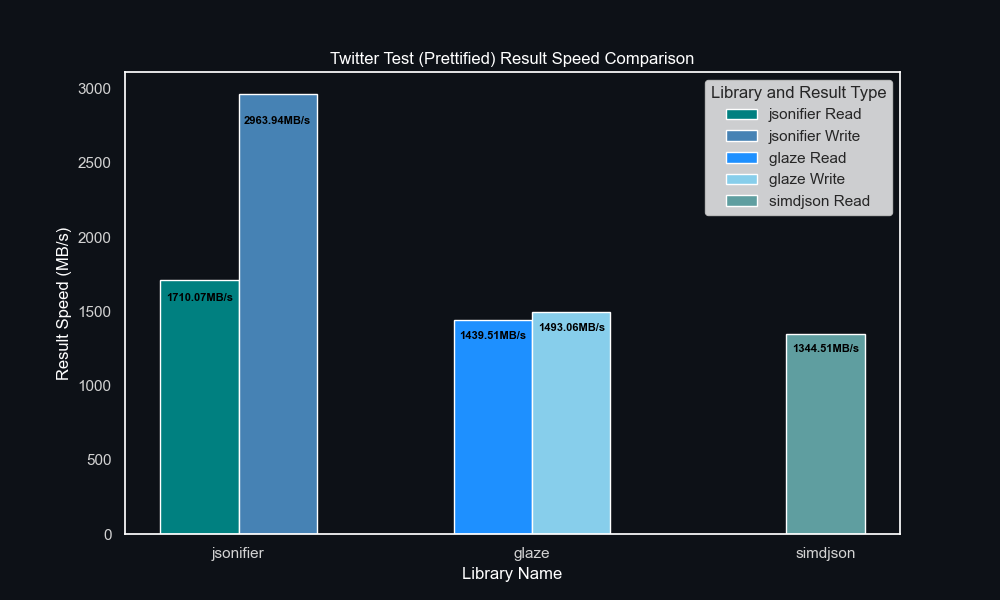 Twitter Test (Prettified) Result Speed Comparison
Library and Result Type
jsonifier Read
jsonifier Write
glaze Read
glaze Write
simdjson Read
Result Speed (MB/s)
3000
2500
2000
1500
1000
500
0
2963.94MB/s
1710.07MB/s
1439.51MB/s
1493.06MB/s
1344.51MB/s
jsonifier
glaze
simdjson
Library Name